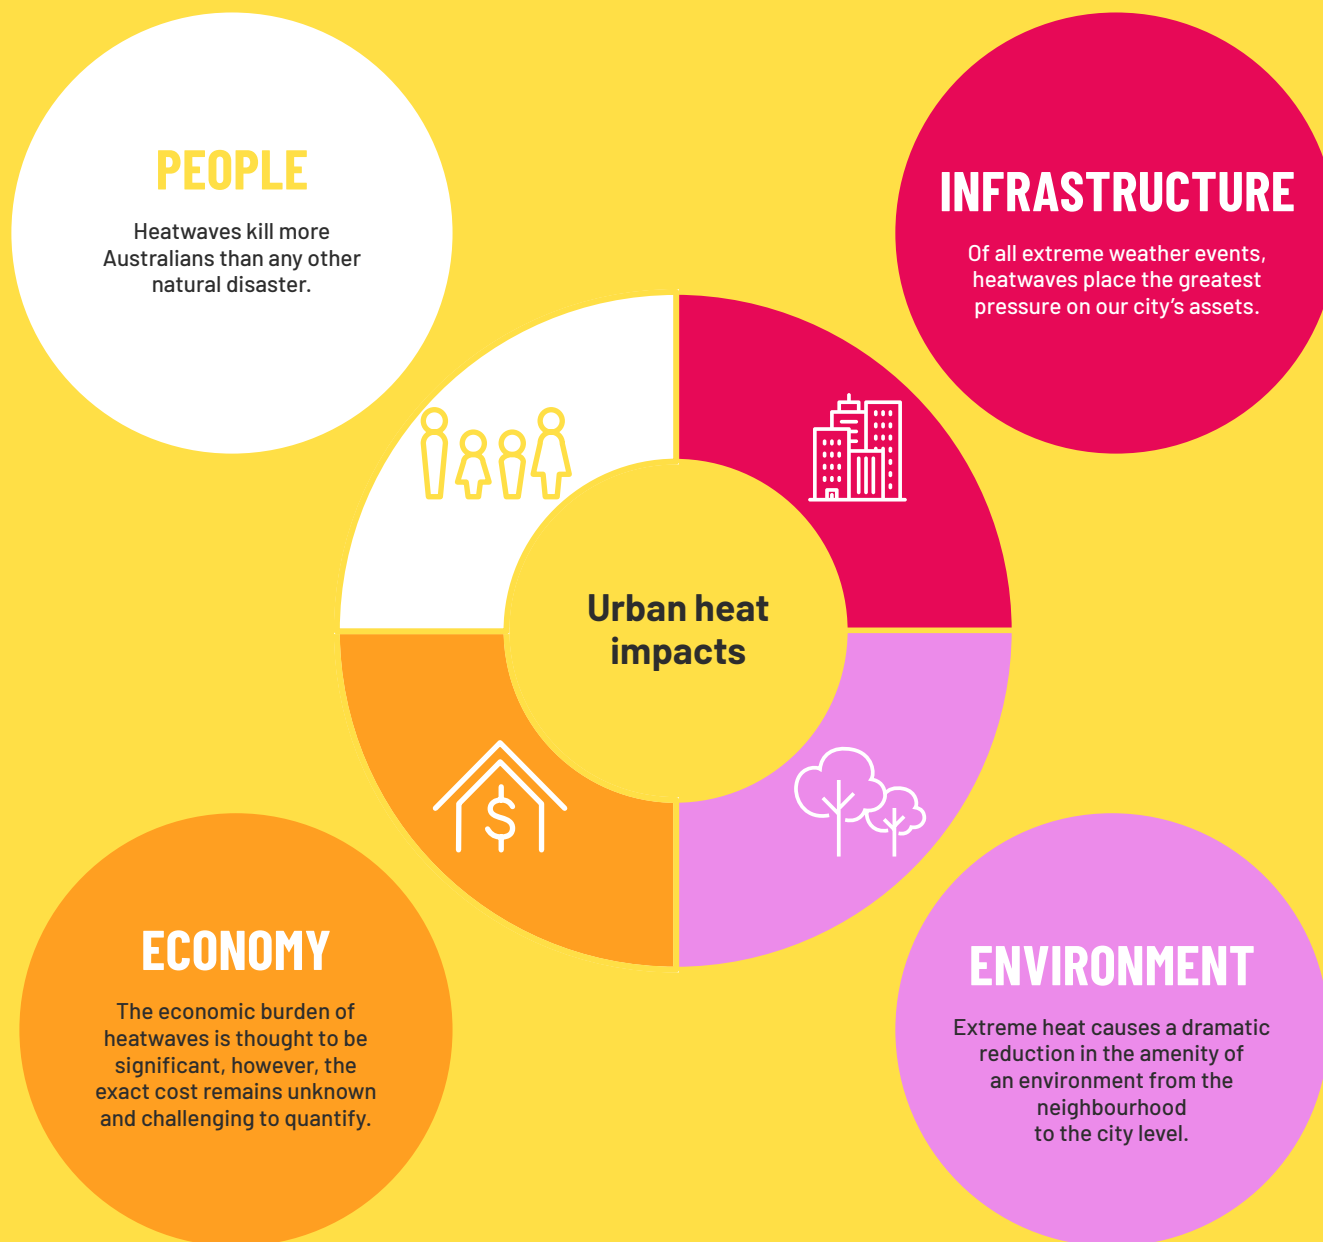 PEOPLE
Heatwaves kill more
Australians than any other
natural disaster.
INFRASTRUCTURE
Of all extreme weather events,
heatwaves place the greatest
pressure on our city’s assets.
Urban heat
impacts
$
ECONOMY
The economic burden of
heatwaves is thought to be
significant, however, the
exact cost remains unknown
and challenging to quantify.
ENVIRONMENT
Extreme heat causes a dramatic
reduction in the amenity of
an environment from the
neighbourhood
to the city level.